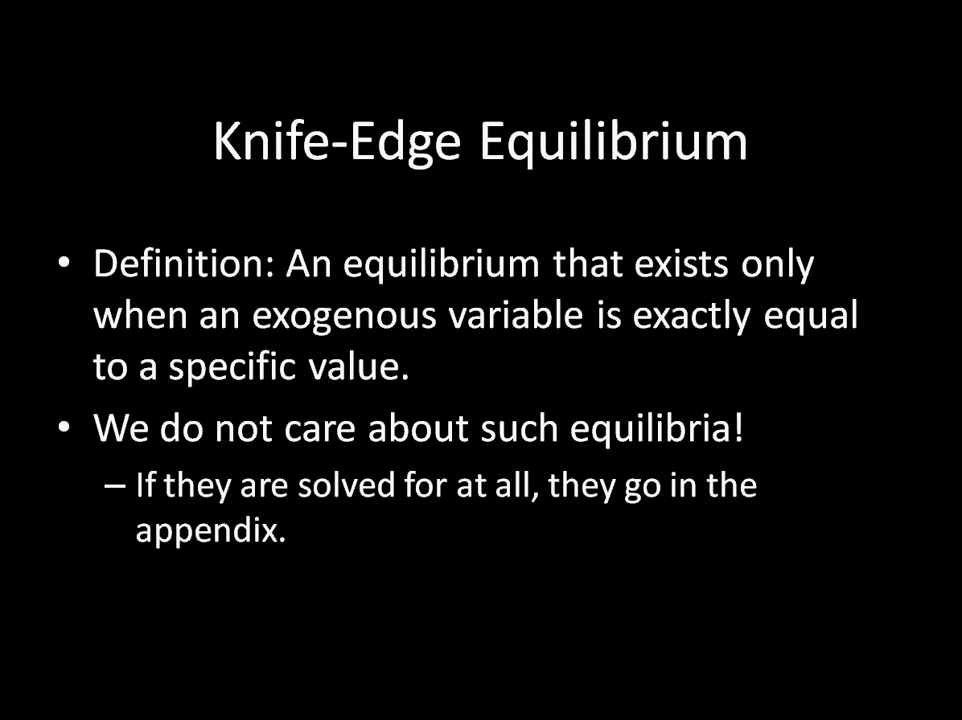 Knife-Edge Equilibrium
• Definition: An equilibrium that exists only
when an exogenous variable is exactly equal
to a specific value.
• We do not care about such equilibria!
– If they are solved for at all, they go in the
appendix.